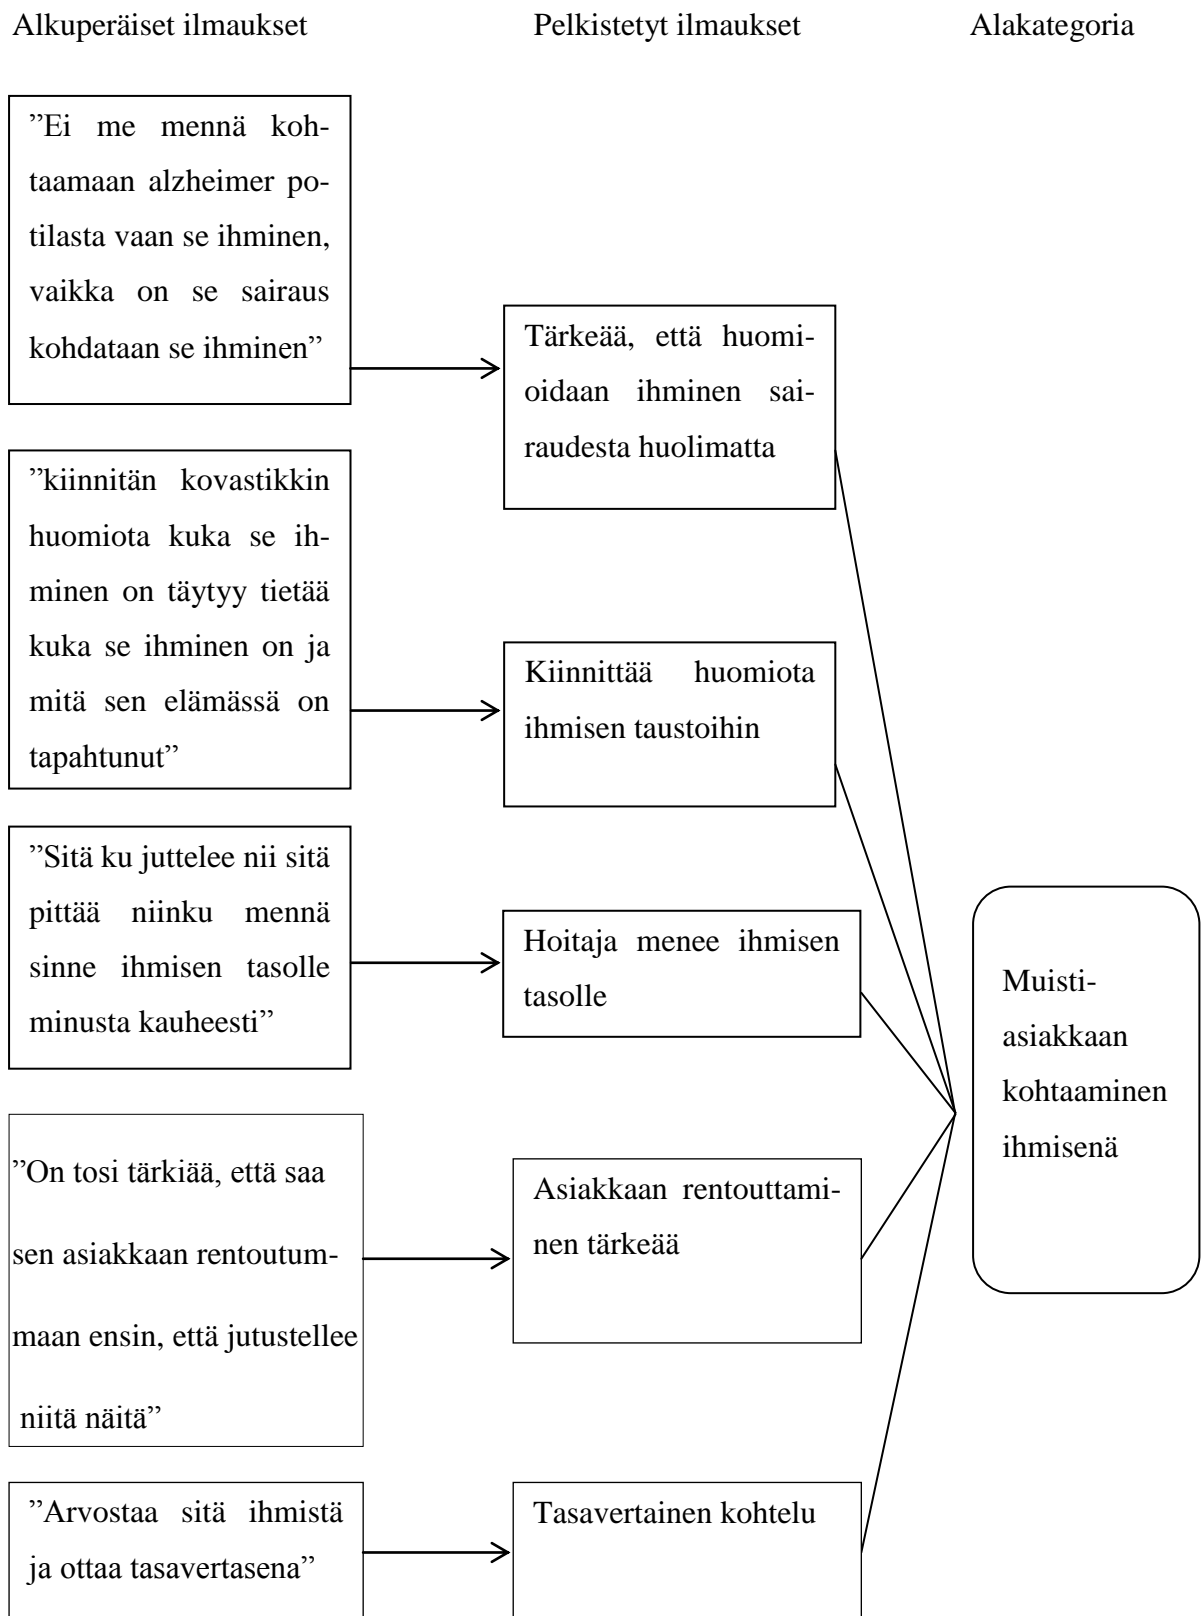 Alkuperäiset ilmaukset
Pelkistetyt ilmaukset
Alakategoria
”Ei me mennä koh-
taamaan alzheimer po-
tilasta vaan se ihminen,
vaikka on se sairaus
kohdataan se ihminen”
Tärkeää, että huomi-
oidaan ihminen sai-
raudesta huolimatta
”kiinnitän kovastikkin
huomiota kuka se ih-
minen on täytyy tietää
kuka se ihminen on ja
mitä sen elämässä on
tapahtunut”
Kiinnittää huomiota
ihmisen taustoihin
”Sitä ku juttelee nii sitä
pittää niinku mennä
sinne ihmisen tasolle
minusta kauheesti”
Hoitaja menee ihmisen
tasolle
”On tosi tärkiää, että saa
sen asiakkaan rentoutum-
maan ensin, että jutustellee
niitä näitä”
Asiakkaan rentouttami-
nen tärkeää
”Arvostaa sitä ihmistä
ja ottaa tasavertasena”
Tasavertainen kohtelu
Muisti-
asiakkaan
kohtaaminen
ihmisenä